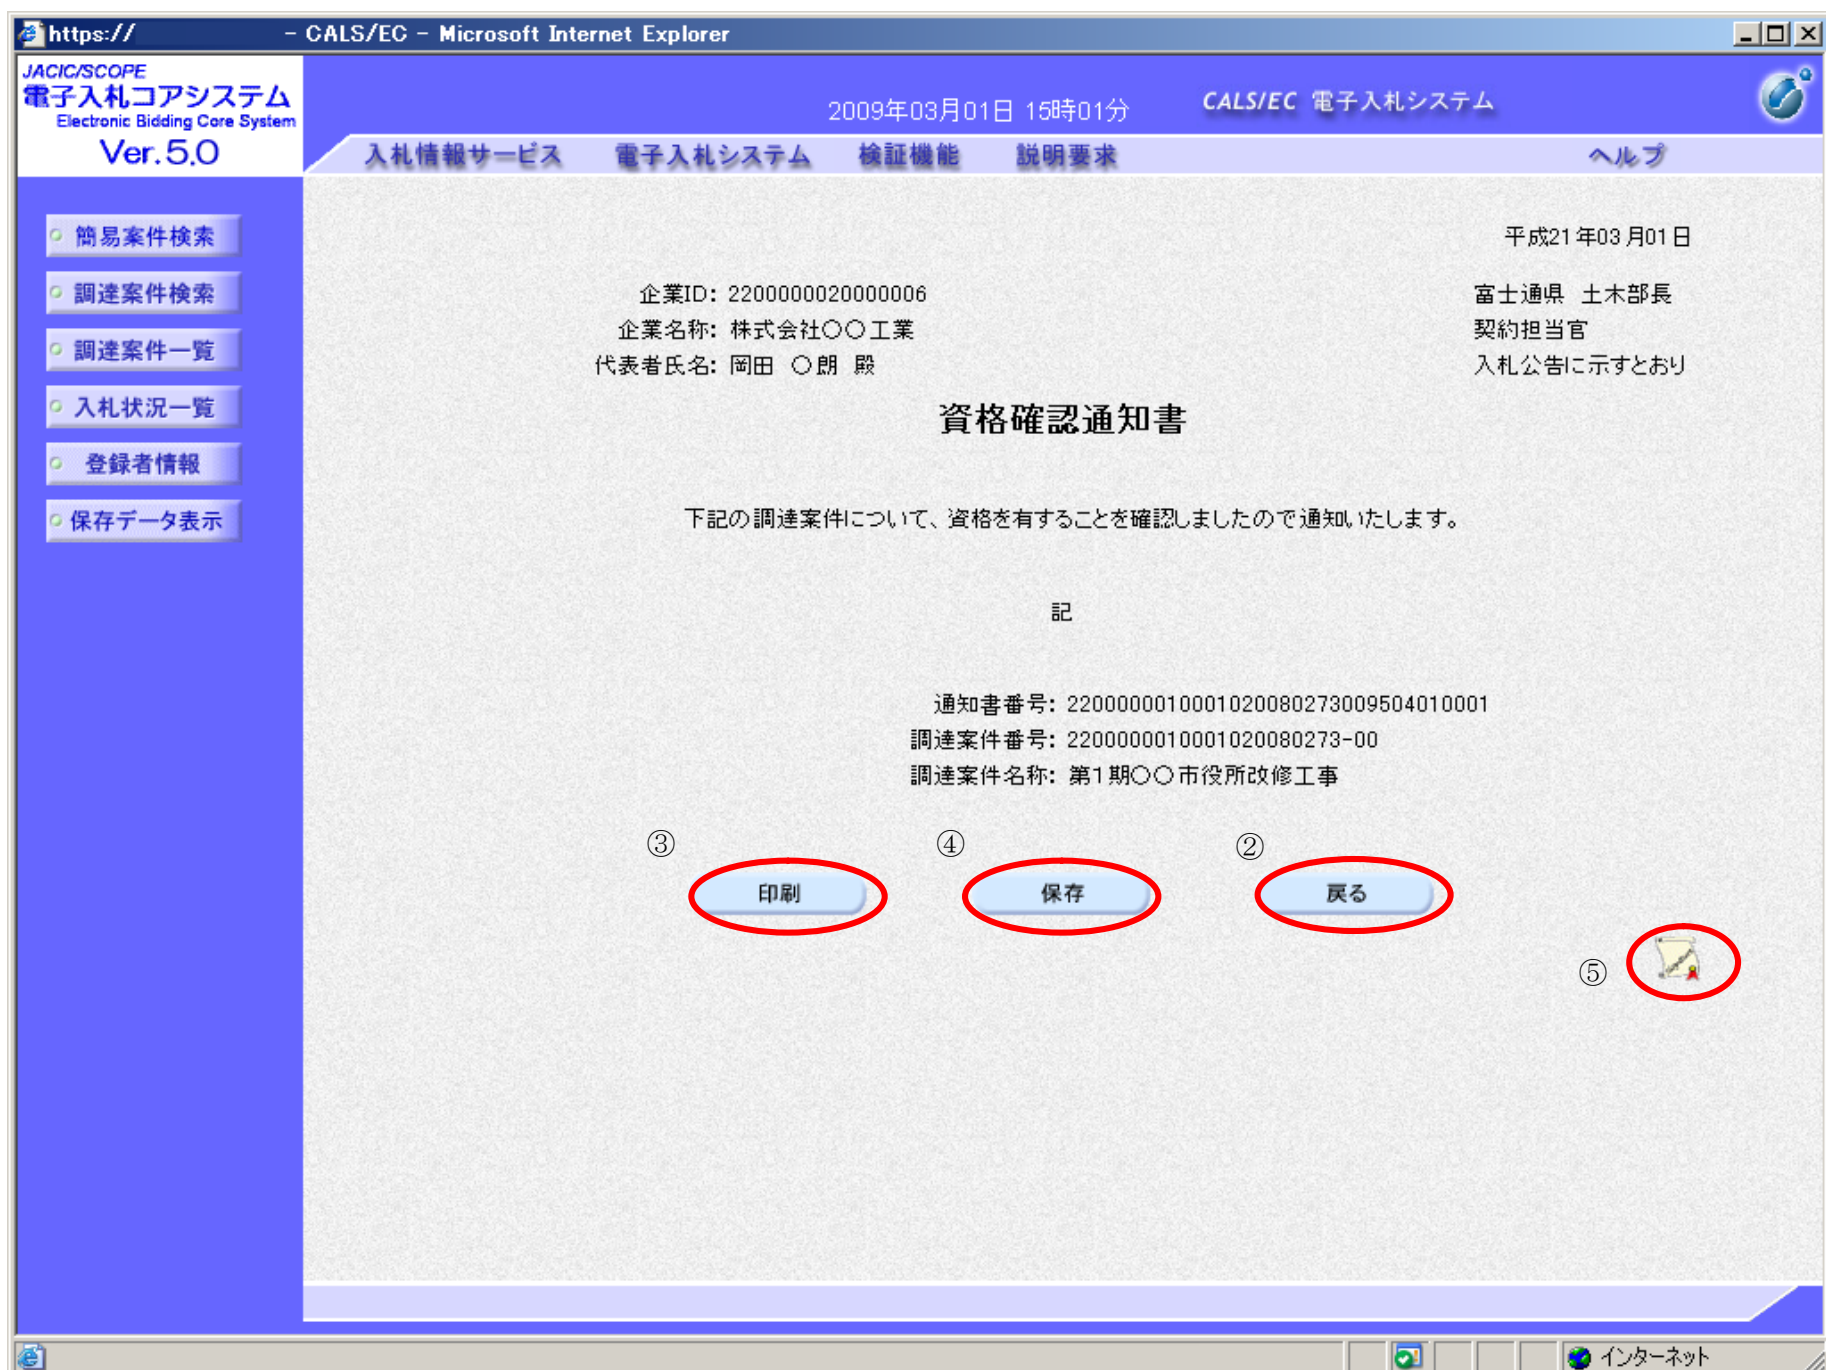 https:// - CALS/EC - Microsoft Internet Explorer
JACIC/SCOPE
電子入札コアシステム
Electronic Bidding Core System
Ver.5.0
2009年03月01日 15時01分
CALS/EC 電子入札システム
入札情報サービス 電子入札システム 検証機能 説明要求 ヘルプ
簡易案件検索
調達案件検索
調達案件一覧
入札状況一覧
登録者情報
保存データ表示
平成21年03月01日
企業ID: 2200000020000006
企業名称: 株式会社〇〇工業
代表者氏名: 岡田 〇朗 殿
富士通県 土木部長
契約担当官
入札公告に示すとおり
資格確認通知書
下記の調達案件について、資格を有することを確認しましたので通知いたします。
記
通知書番号: 2200000010001020080273009504010001
調達案件番号: 2200000010001020080273-00
調達案件名称: 第1期〇〇市役所改修工事
③ ④ ②
印刷 保存 戻る
⑤
インターネット